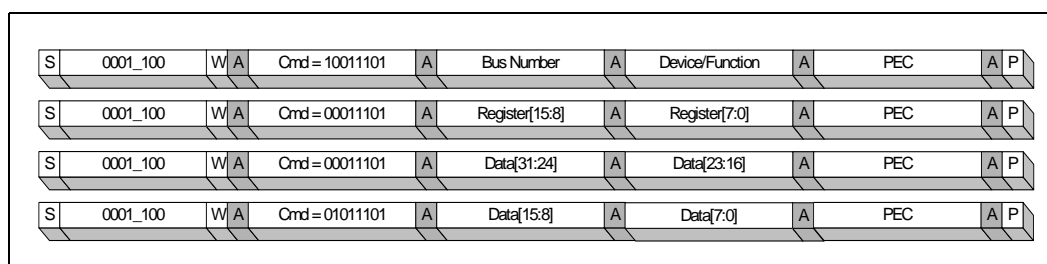 S 0001_100 W A Cmd = 10011101 A Bus Number A Device/Function A PEC A P
S 0001_100 W A Cmd = 00011101 A Register[15:8] A Register[7:0] A PEC A P
S 0001_100 W A Cmd = 00011101 A Data[31:24] A Data[23:16] A PEC A P
S 0001_100 W A Cmd = 01011101 A Data[15:8] A Data[7:0] A PEC A P